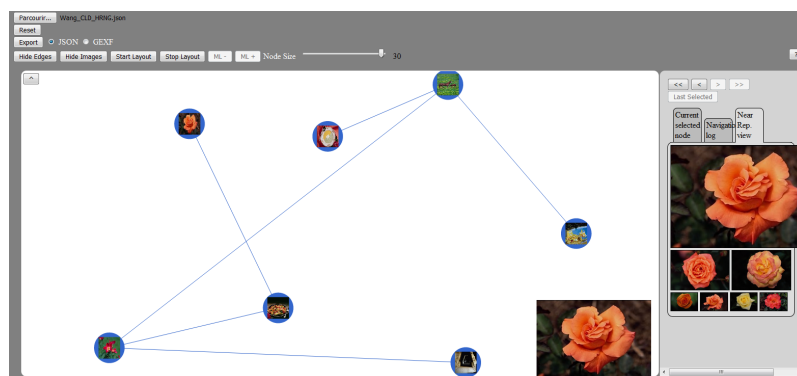 Parcourir... Wang_CLD_HRNG.json
Reset
Export JSON GEXF
Hide Edges Hide Images Start Layout Stop Layout ML - ML + Node Size 30
^
<< < > >>
Last Selected
Current selected node
Navigatio log
Near Rep. view